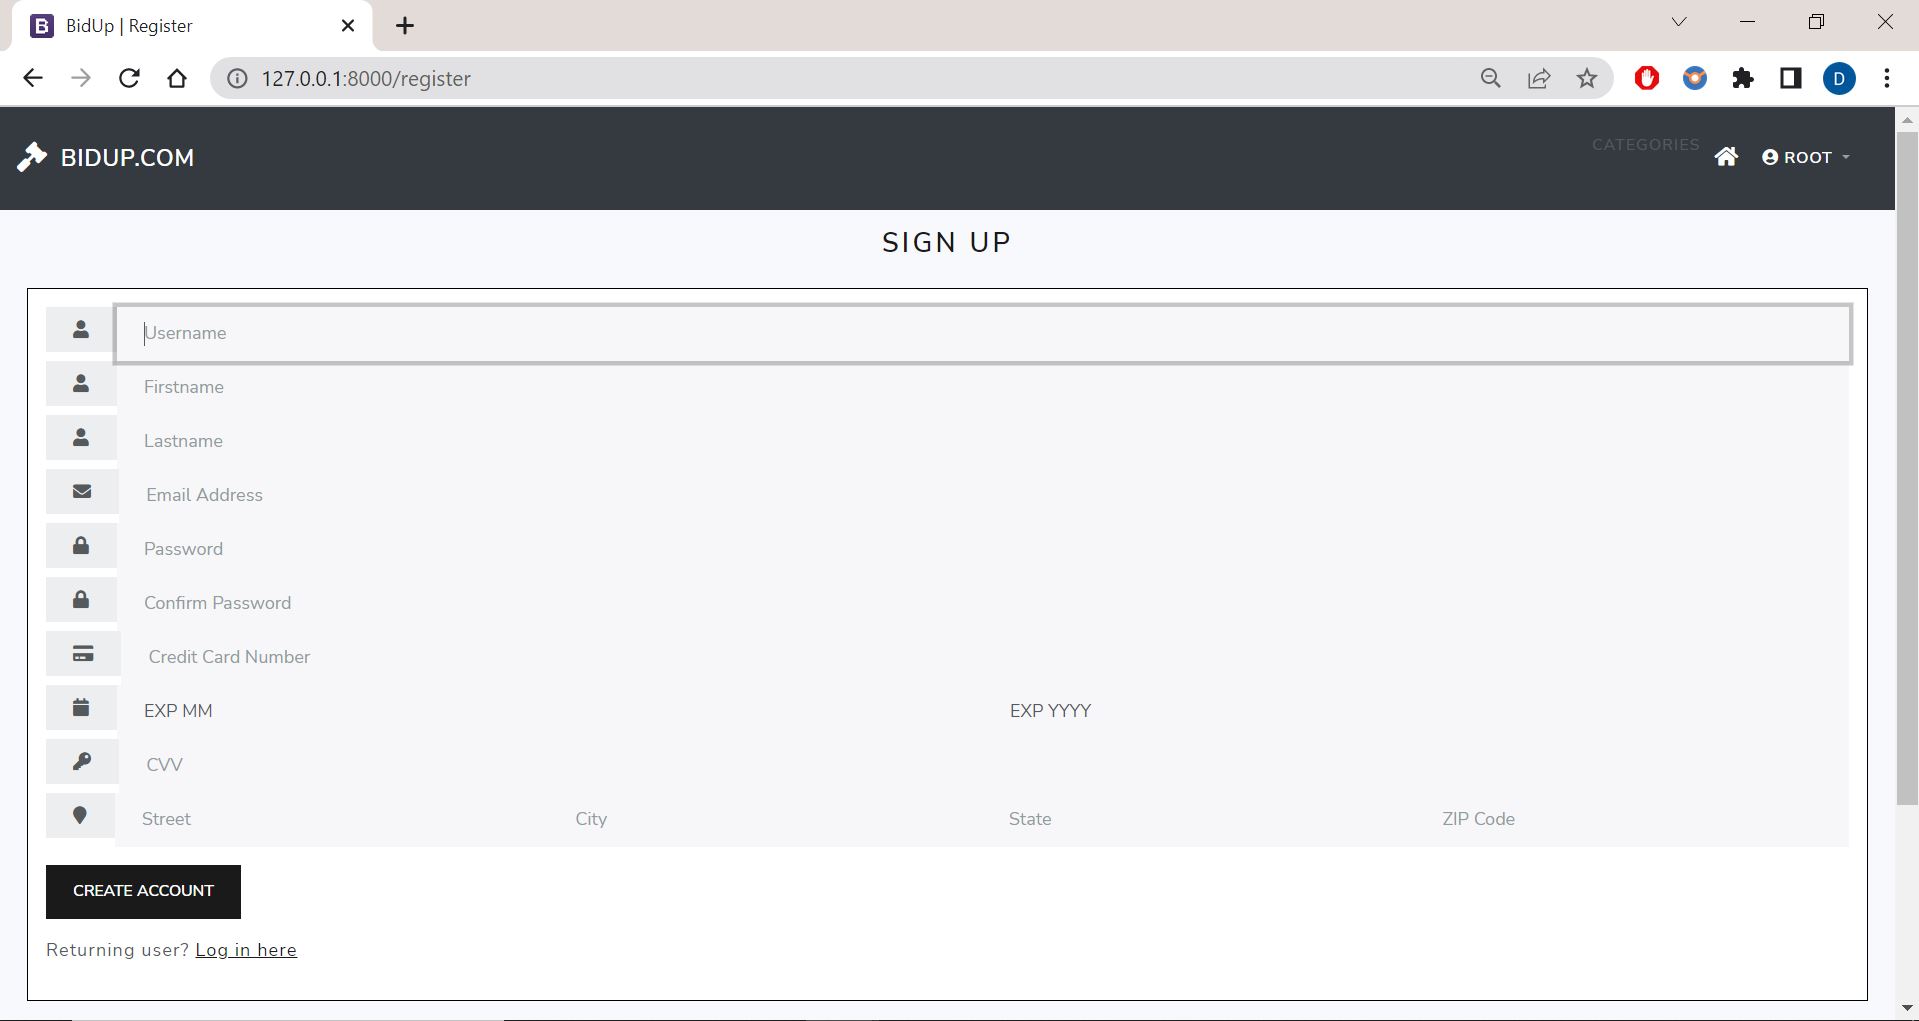 BidUp | Register
127.0.0.1:8000/register
D
BIDUP.COM
CATEGORIES
ROOT
SIGN UP
Username
Firstname
Lastname
Email Address
Password
Confirm Password
Credit Card Number
EXP MM EXP YYYY
CVV
Street City State ZIP Code
CREATE ACCOUNT
Returning user? Log in here